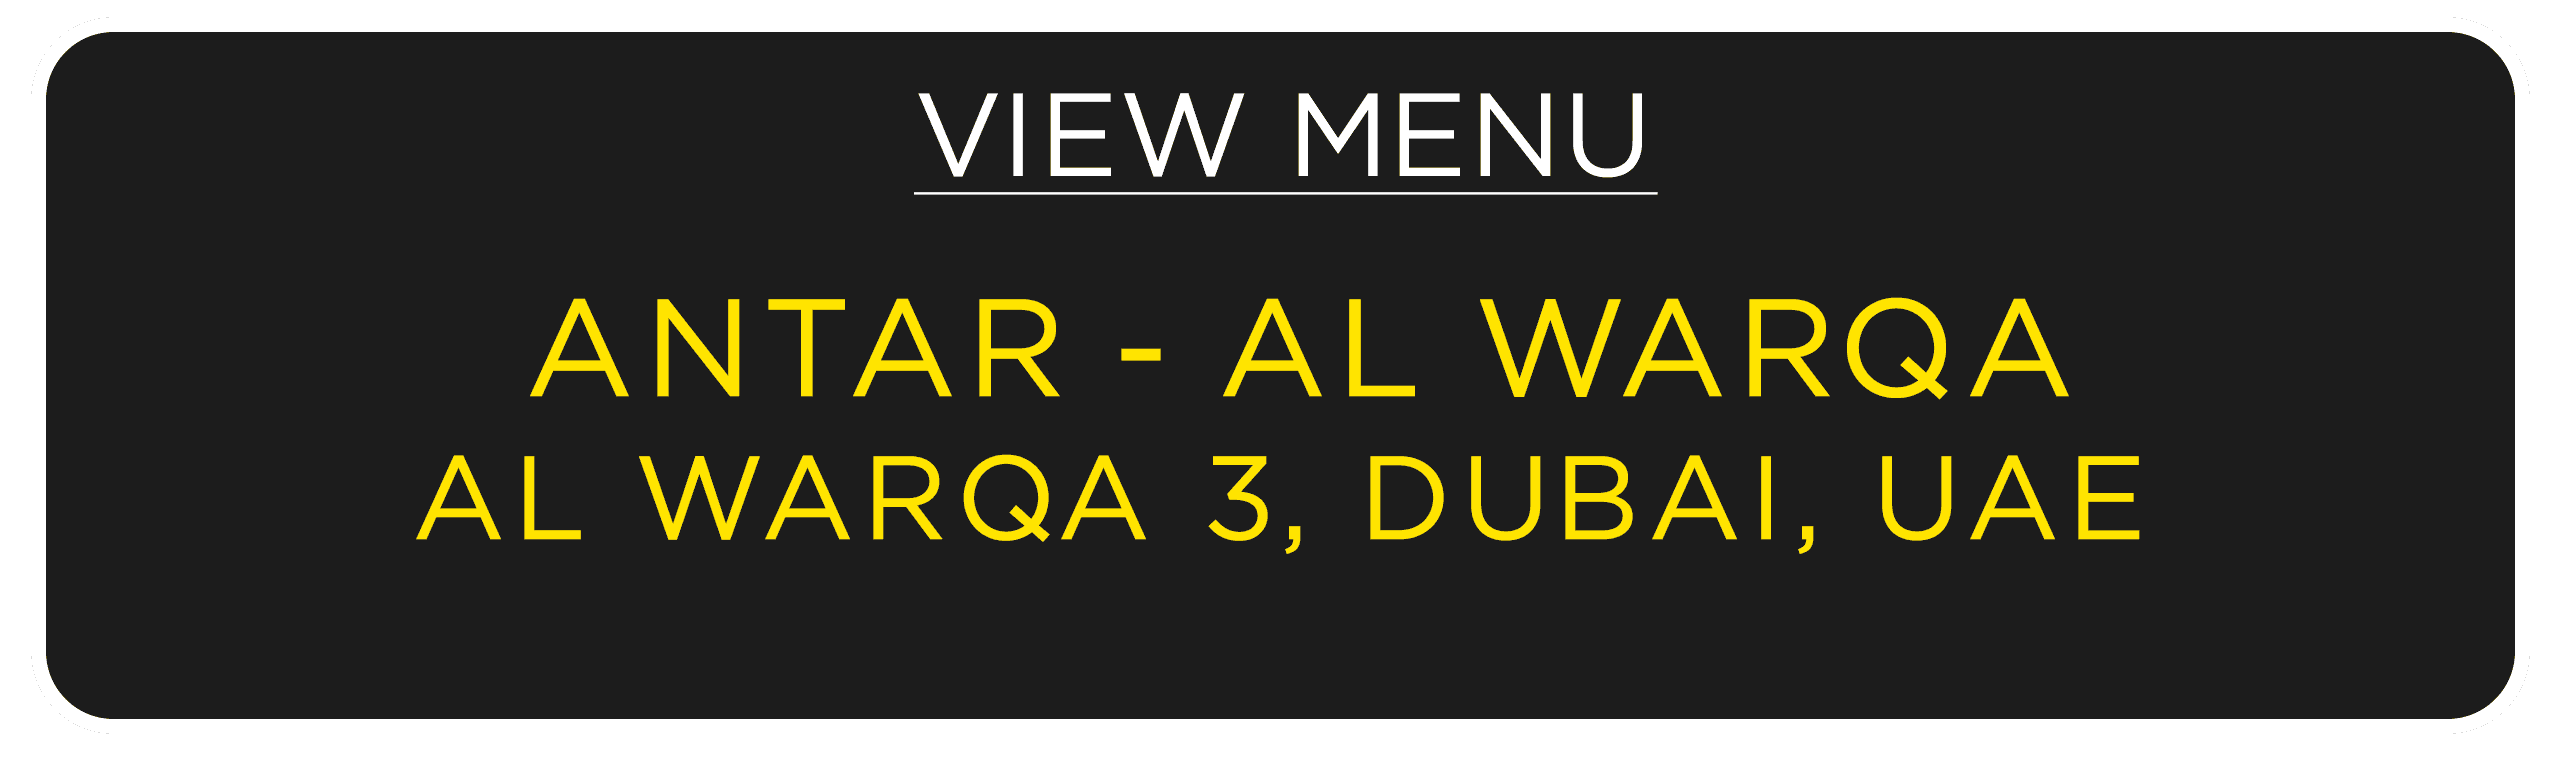 VIEW MENU
ANTAR - AL WARQA
AL WARQA 3, DUBAI, UAE